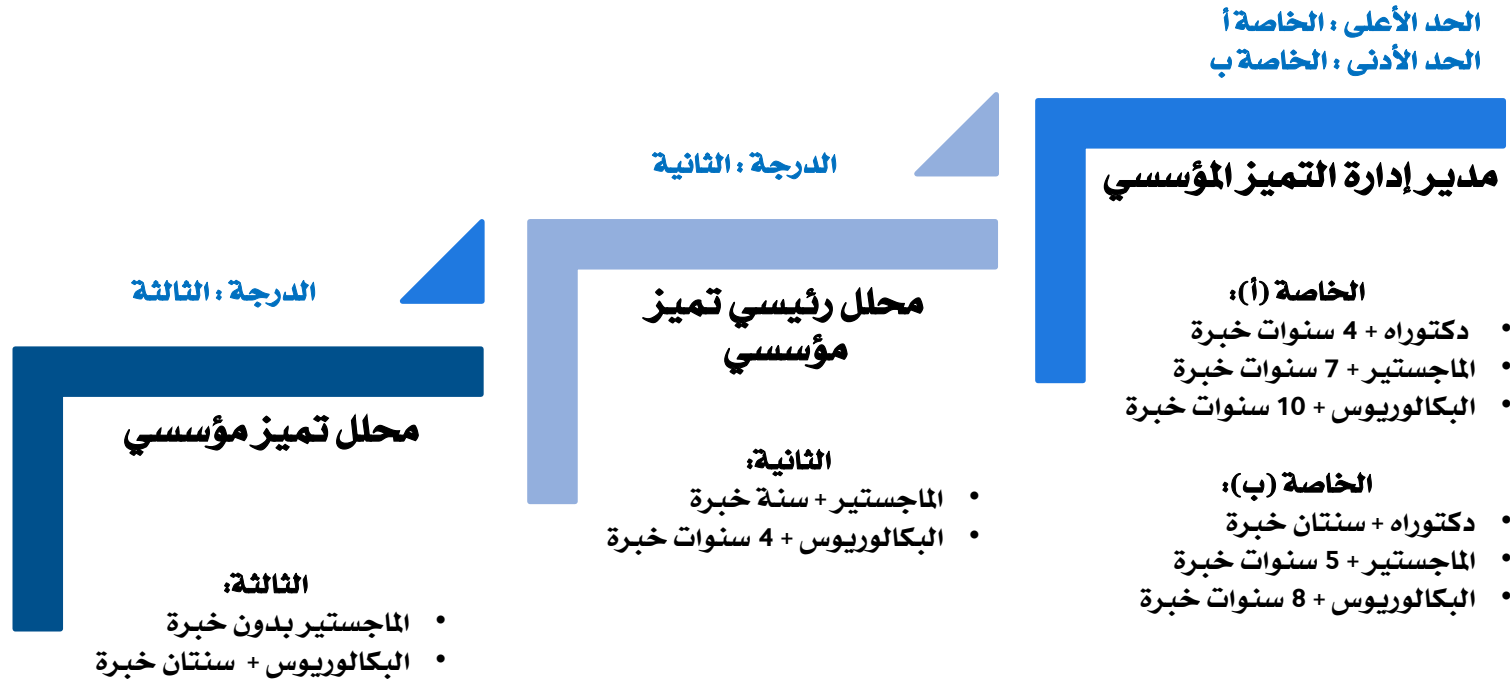 الحد الأعلى : الخاصة أ
الحد الأدنى : الخاصة ب
مدير إدارة التميز المؤسسي
الخاصة (أ):
• دكتوراه + 4 سنوات خبرة
• الماجستير + 7 سنوات خبرة
• البكالوريوس + 10 سنوات خبرة
الخاصة (ب):
• دكتوراه + سنتان خبرة
• الماجستير + 5 سنوات خبرة
• البكالوريوس + 8 سنوات خبرة
الدرجة : الثانية
محلل رئيسي تميز
مؤسسي
الثانية:
• الماجستير + سنة خبرة
• البكالوريوس + 4 سنوات خبرة
الدرجة : الثالثة
محلل تميز مؤسسي
الثالثة:
• الماجستير بدون خبرة
• البكالوريوس + سنتان خبرة